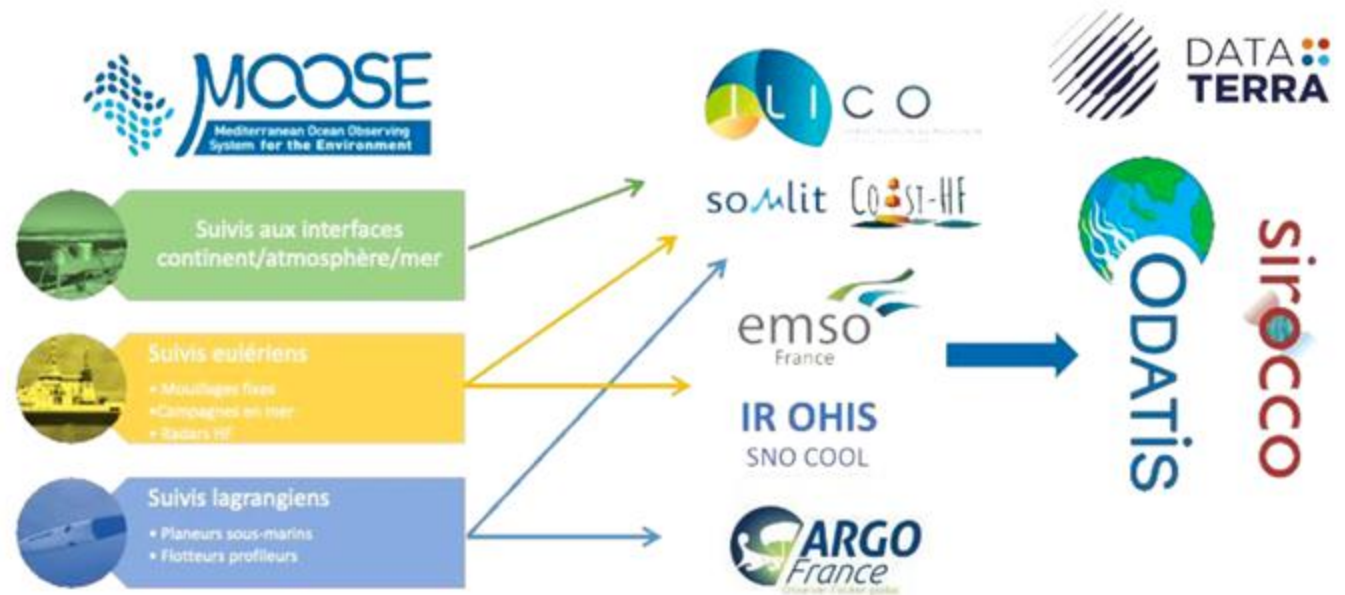 MOOSE
Mediterranean Ocean Observing
System for the Environment
Suivis aux interfaces
continent/atmosphère/mer
Suivis eulériens
• Mouillages fixes
•Campagnes en mer
• Radars HF
Suivis lagrangiens
• Planeurs sous-marins
• Flotteurs profileurs
ILICO
soMlit
COAST-HF
emso
France
IR OHIS
SNO COOL
ARGO
France
DATA
TERRA
ODATiS
sirocco